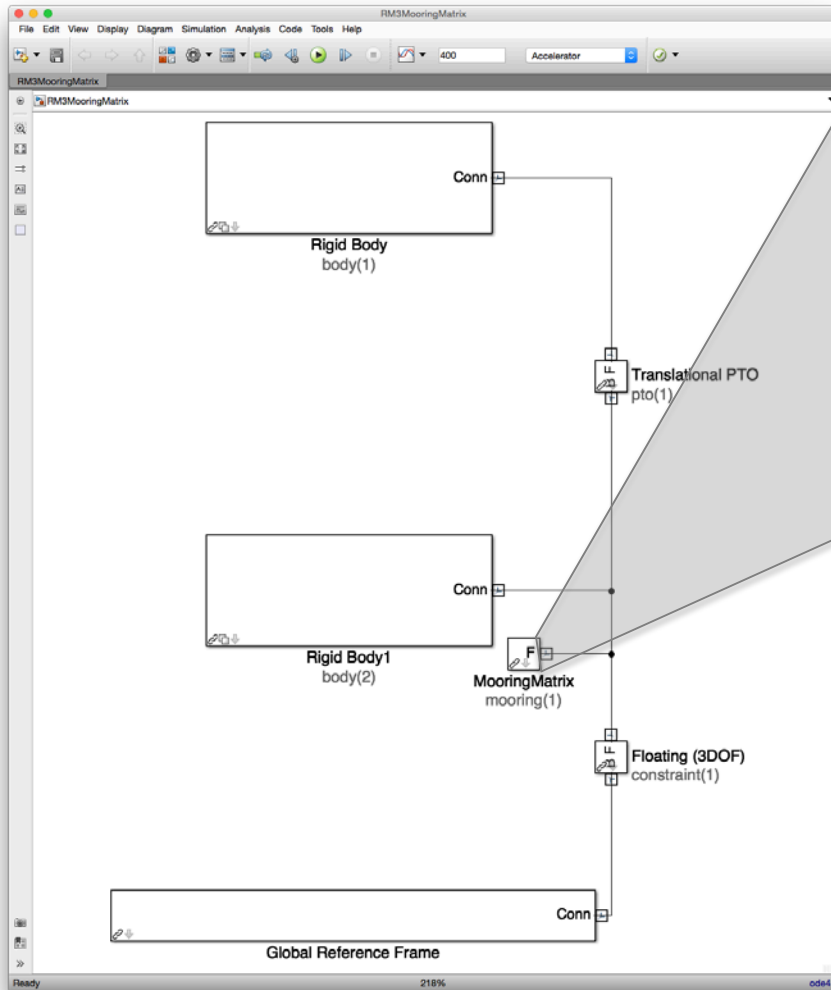 RM3MooringMatrix
File Edit View Display Diagram Simulation Analysis Code Tools Help
400 Accelerator
RM3MooringMatrix
RM3MooringMatrix
Conn
Rigid Body
body(1)
F
Translational PTO
pto(1)
Conn
Rigid Body1
body(2)
F
MooringMatrix
mooring(1)
F
Floating (3DOF)
constraint(1)
Conn
Global Reference Frame
Ready 218% ode4